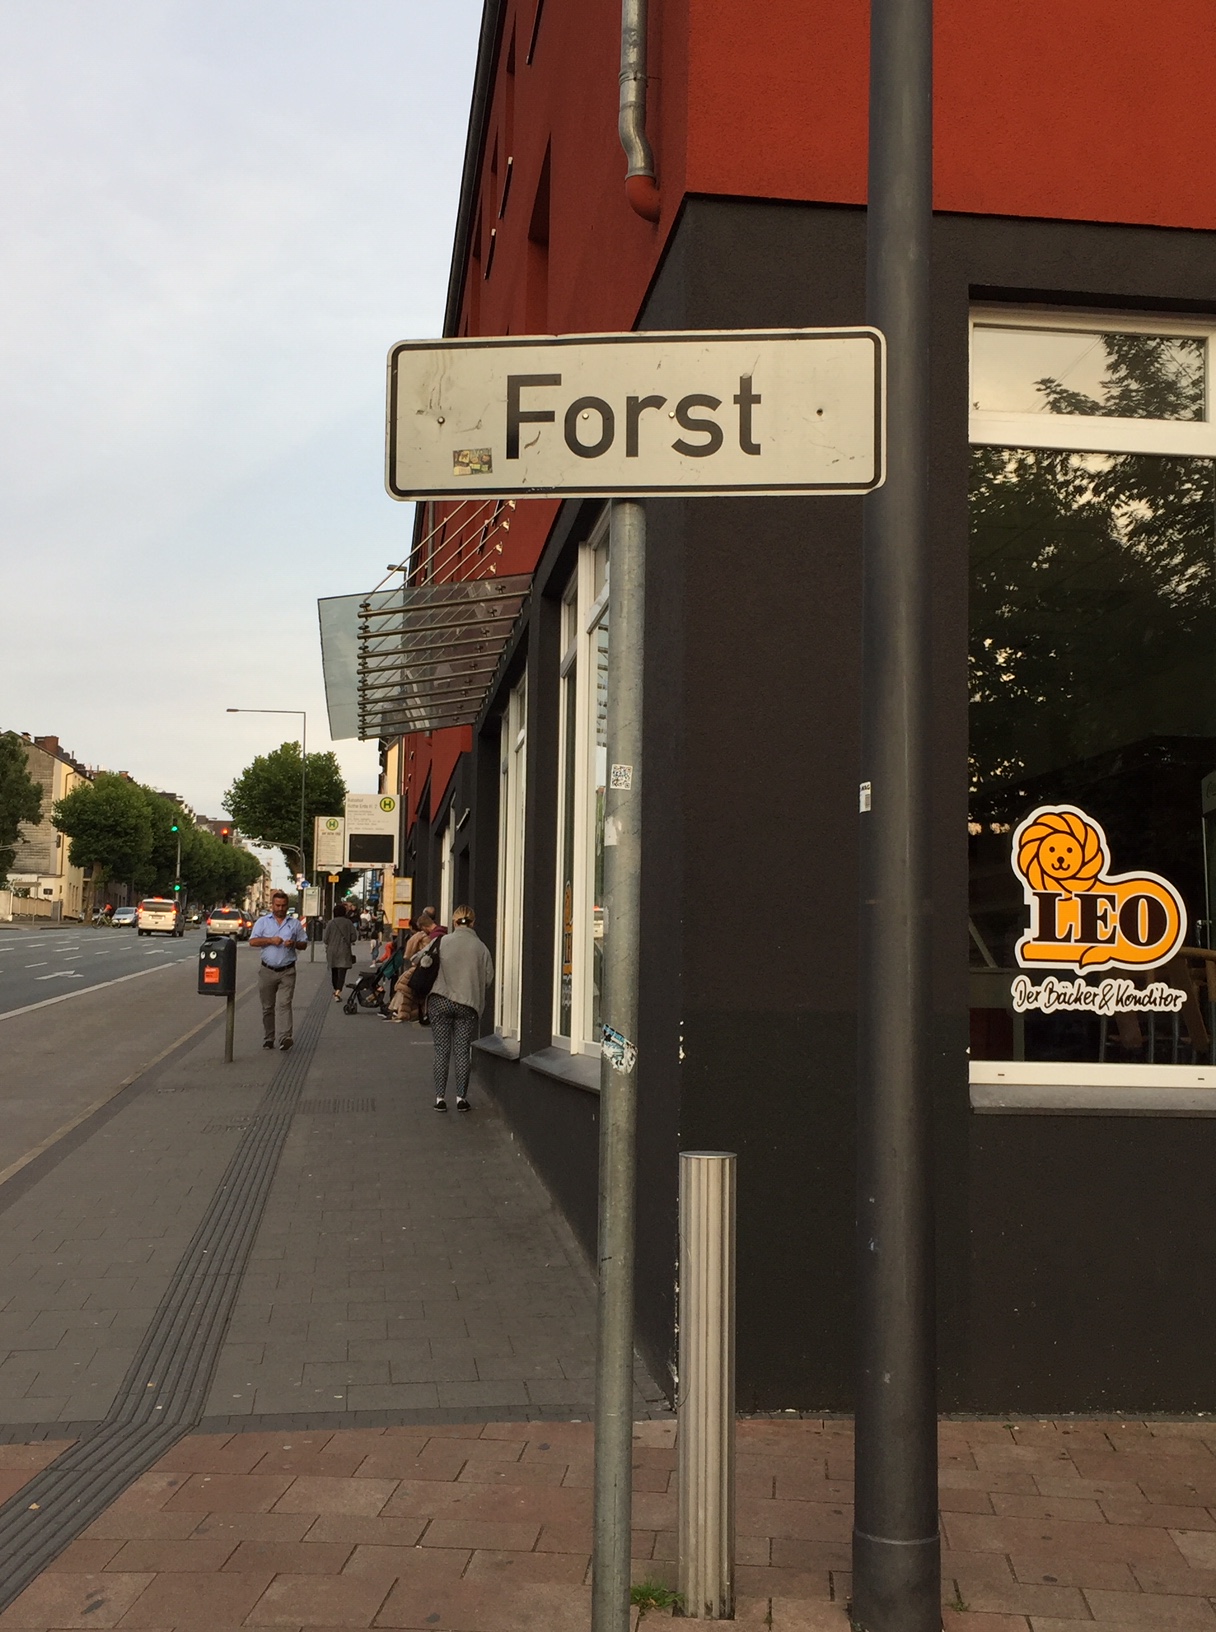 Forst
LEO
Der Bäcker & Konditor
H
H